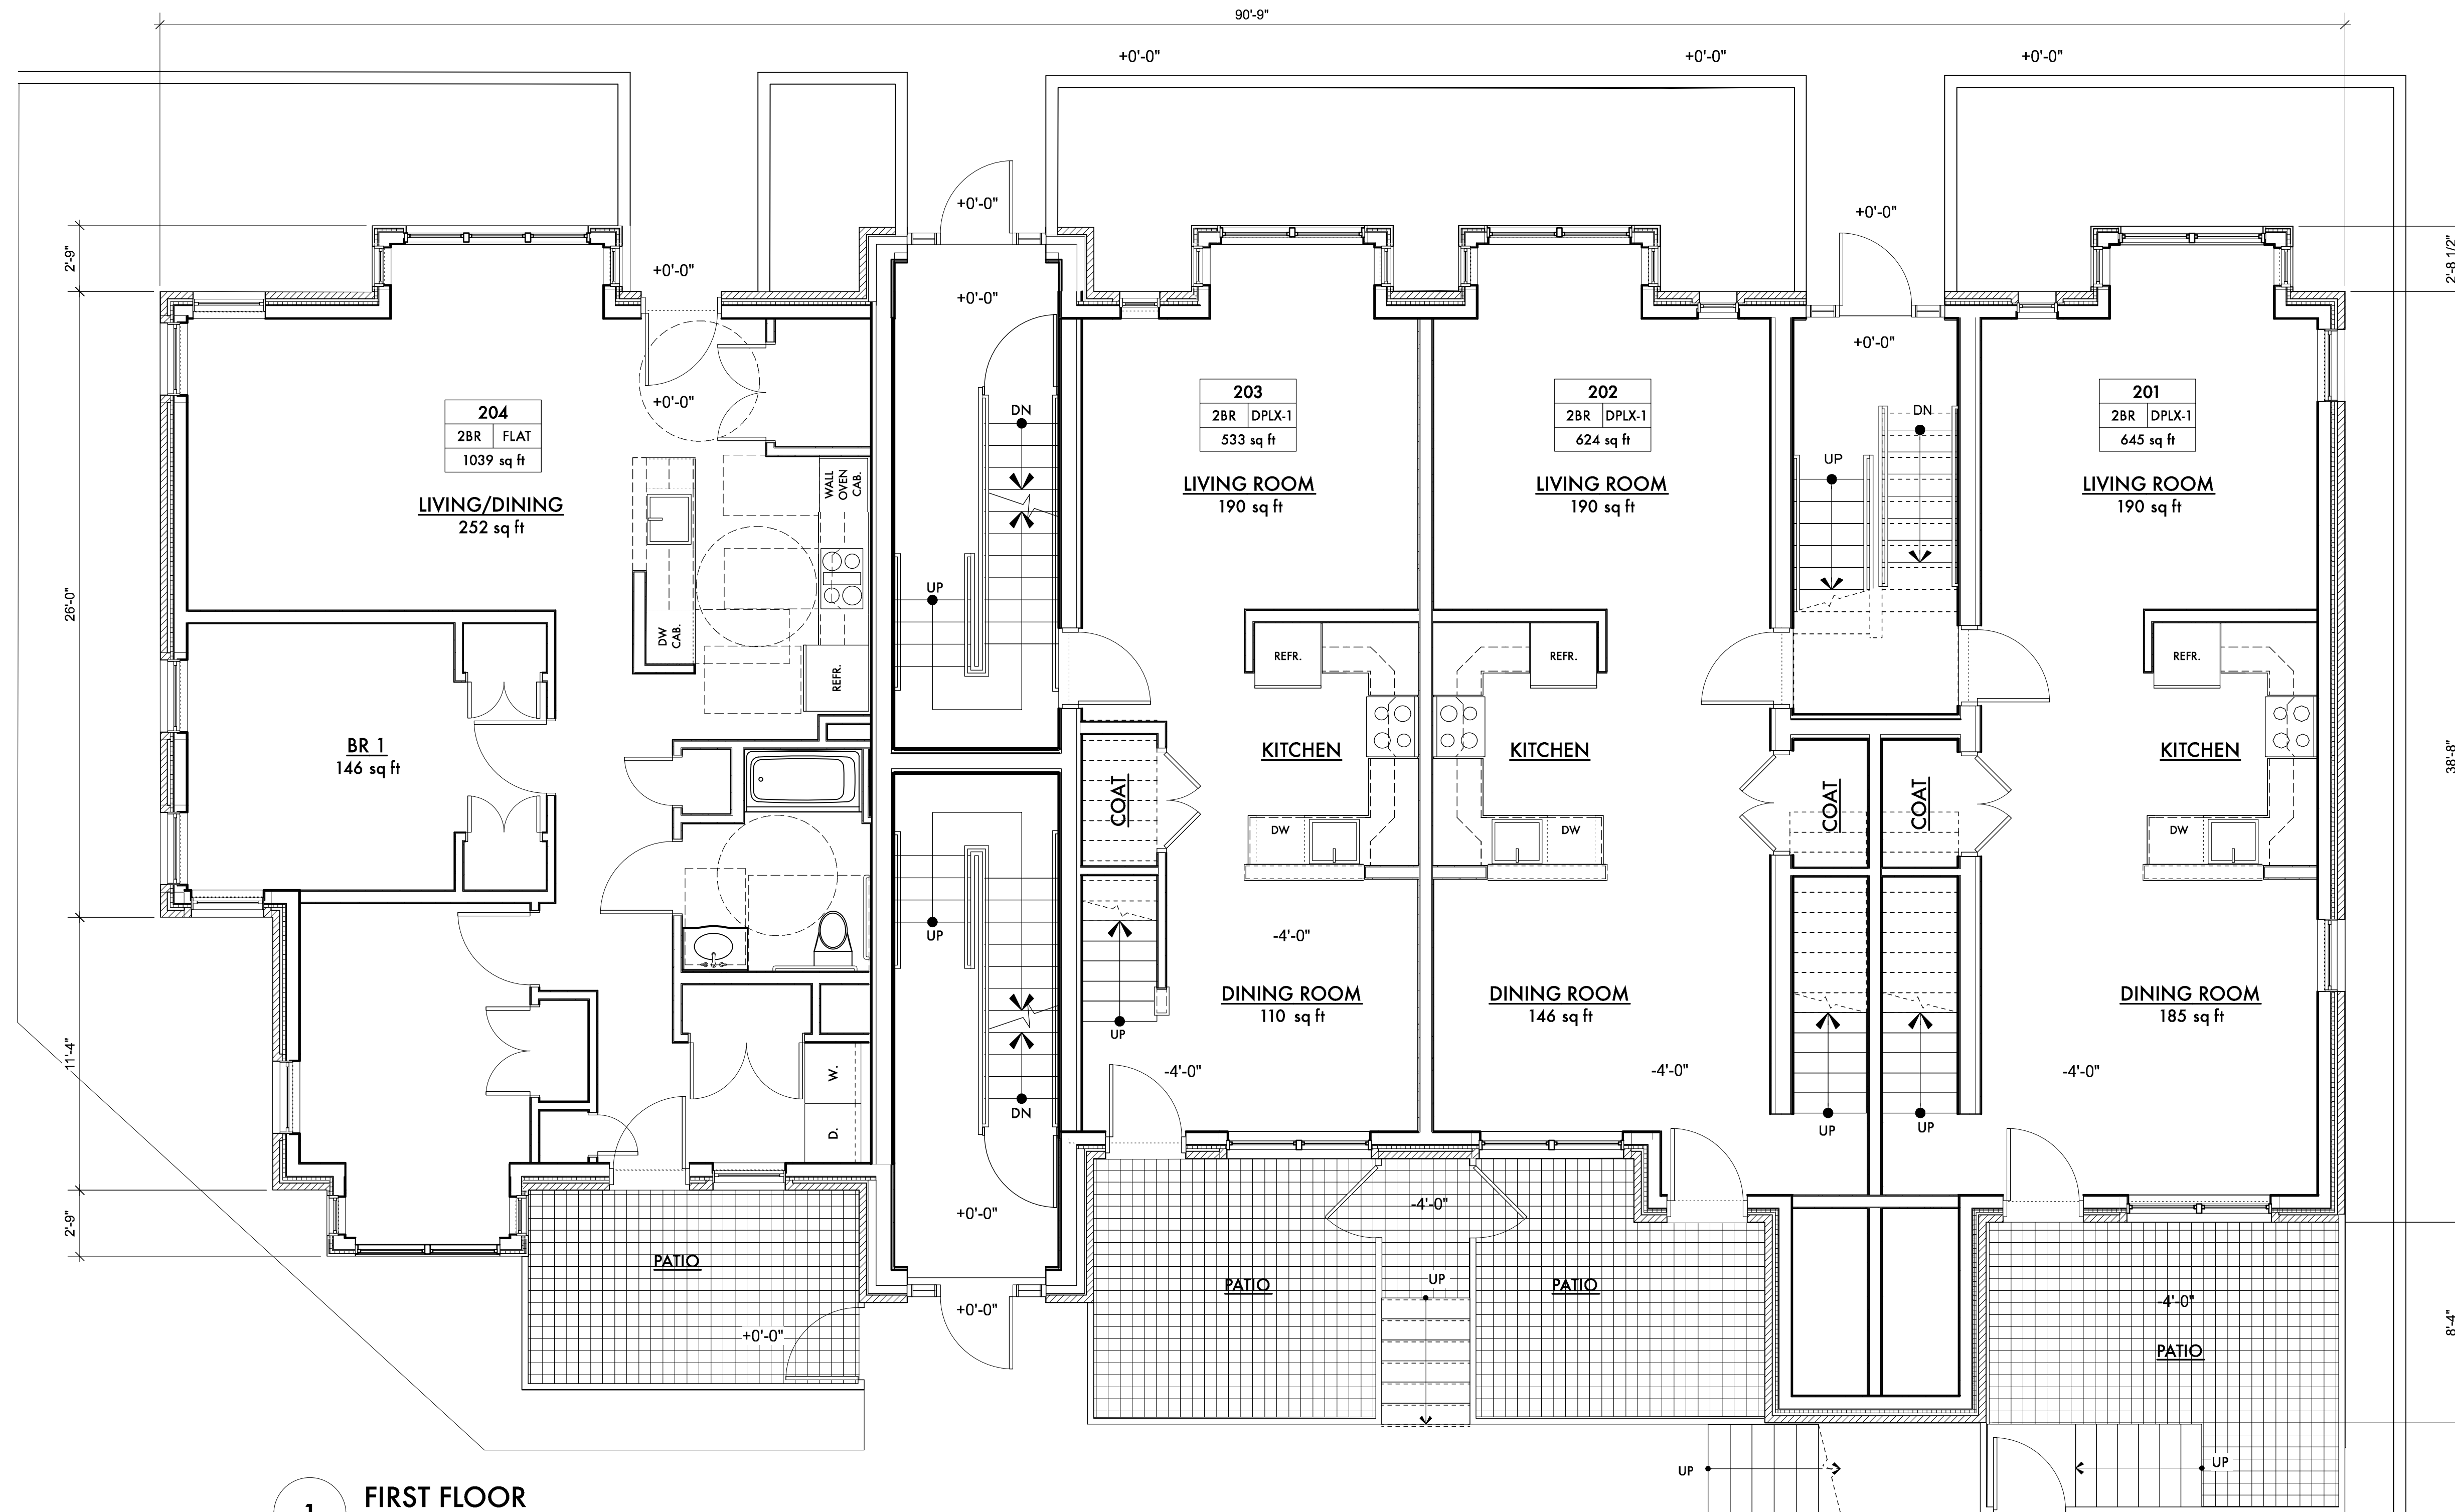 90'-9"
+0'-0"
+0'-0"
+0'-0"
+0'-0"
+0'-0"
2'-9"
2'-8 1/2"
+0'-0"
+0'-0"
+0'-0"
+0'-0"
204
2BR FLAT
1039 sq ft
LIVING/DINING
252 sq ft
WALL
OVEN
CAB.
DW
CAB.
REFR.
DN
UP
203
2BR DPLX-1
533 sq ft
LIVING ROOM
190 sq ft
202
2BR DPLX-1
624 sq ft
LIVING ROOM
190 sq ft
DN
UP
201
2BR DPLX-1
645 sq ft
LIVING ROOM
190 sq ft
26'-0"
REFR.
REFR.
REFR.
BR 1
146 sq ft
KITCHEN
KITCHEN
KITCHEN
38'-8"
COAT
COAT
COAT
DW
DW
DW
UP
-4'-0"
DINING ROOM
110 sq ft
DINING ROOM
146 sq ft
DINING ROOM
185 sq ft
11'-4"
UP
W.
D.
DN
-4'-0"
-4'-0"
-4'-0"
UP
UP
2'-9"
+0'-0"
-4'-0"
PATIO
UP
PATIO
PATIO
-4'-0"
PATIO
8'-4"
+0'-0"
+0'-0"
UP
UP
1
FIRST FLOOR